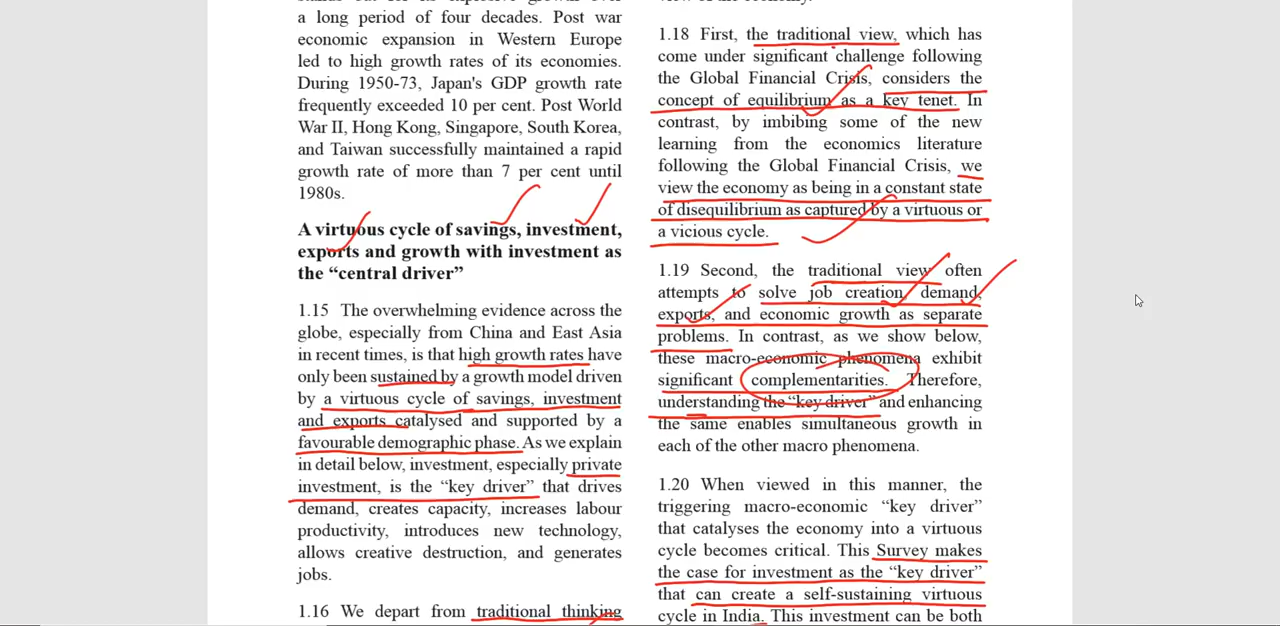 a long period of four decades. Post war
economic expansion in Western Europe
led to high growth rates of its economies.
During 1950-73, Japan's GDP growth rate
frequently exceeded 10 per cent. Post World
War II, Hong Kong, Singapore, South Korea,
and Taiwan successfully maintained a rapid
growth rate of more than 7 per cent until
1980s.
A virtuous cycle of savings, investment,
exports and growth with investment as
the “central driver”
1.15 The overwhelming evidence across the
globe, especially from China and East Asia
in recent times, is that high growth rates have
only been sustained by a growth model driven
by a virtuous cycle of savings, investment
and exports catalysed and supported by a
favourable demographic phase. As we explain
in detail below, investment, especially private
investment, is the “key driver” that drives
demand, creates capacity, increases labour
productivity, introduces new technology,
allows creative destruction, and generates
jobs.
1.16 We depart from traditional thinking
1.18 First, the traditional view, which has
come under significant challenge following
the Global Financial Crisis, considers the
concept of equilibrium as a key tenet. In
contrast, by imbibing some of the new
learning from the economics literature
following the Global Financial Crisis, we
view the economy as being in a constant state
of disequilibrium as captured by a virtuous or
a vicious cycle.
1.19 Second, the traditional view often
attempts to solve job creation, demand,
exports, and economic growth as separate
problems. In contrast, as we show below,
these macro-economic phenomena exhibit
significant complementarities. Therefore,
understanding the “key driver” and enhancing
the same enables simultaneous growth in
each of the other macro phenomena.
1.20 When viewed in this manner, the
triggering macro-economic “key driver”
that catalyses the economy into a virtuous
cycle becomes critical. This Survey makes
the case for investment as the “key driver”
that can create a self-sustaining virtuous
cycle in India. This investment can be both